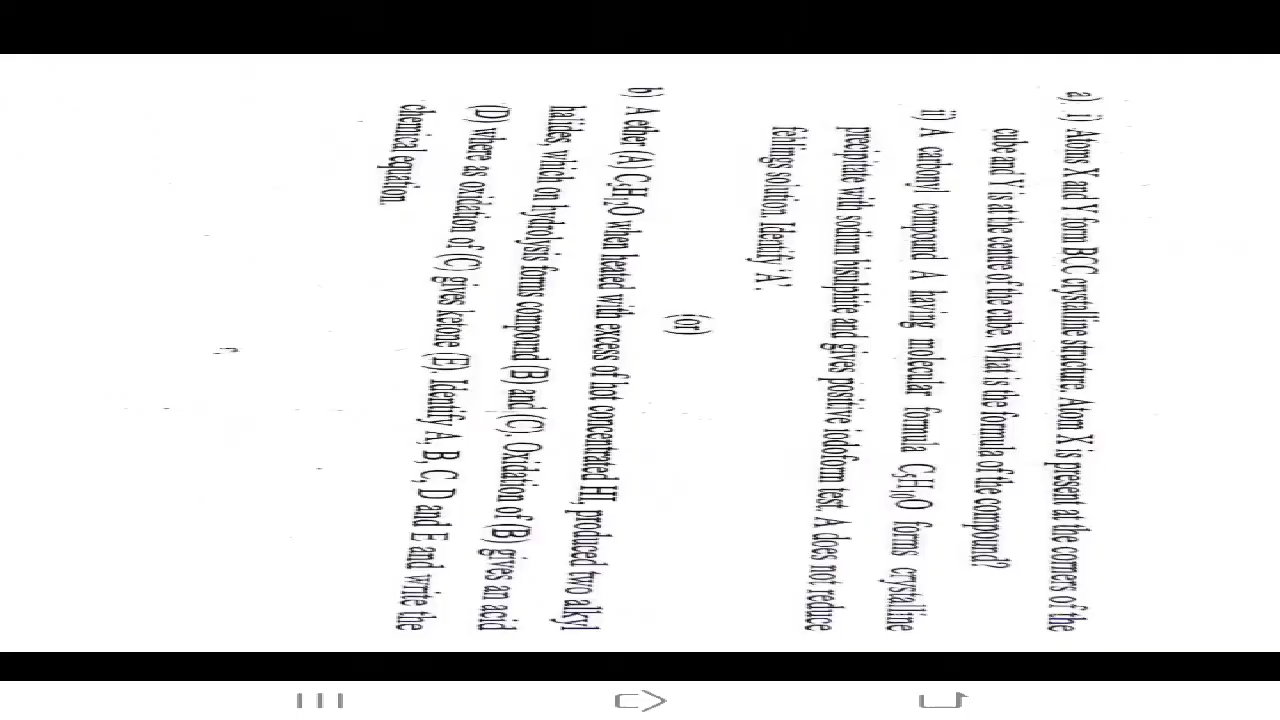 a) i) Atoms X and Y form BCC crystalline structure. Atom X is present at the corners of the
cube and Y is at the centre of the cube. What is the formula of the compound?
ii) A carbonyl compound A having molecular formula C₅H₁₀O forms crystalline
precipitate with sodium bisulphite and gives positive iodoform test. A does not reduce
fehlings solution. Identify 'A'.
(or)
b) A ether (A) C₅H₁₂O when heated with excess of hot concentrated HI, produced two alkyl
halides, which on hydrolysis forms compound (B) and (C). Oxidation of (B) gives an acid
(D) where as oxidation of (C) gives ketone (E). Identify A, B, C, D and E and write the
chemical equation.